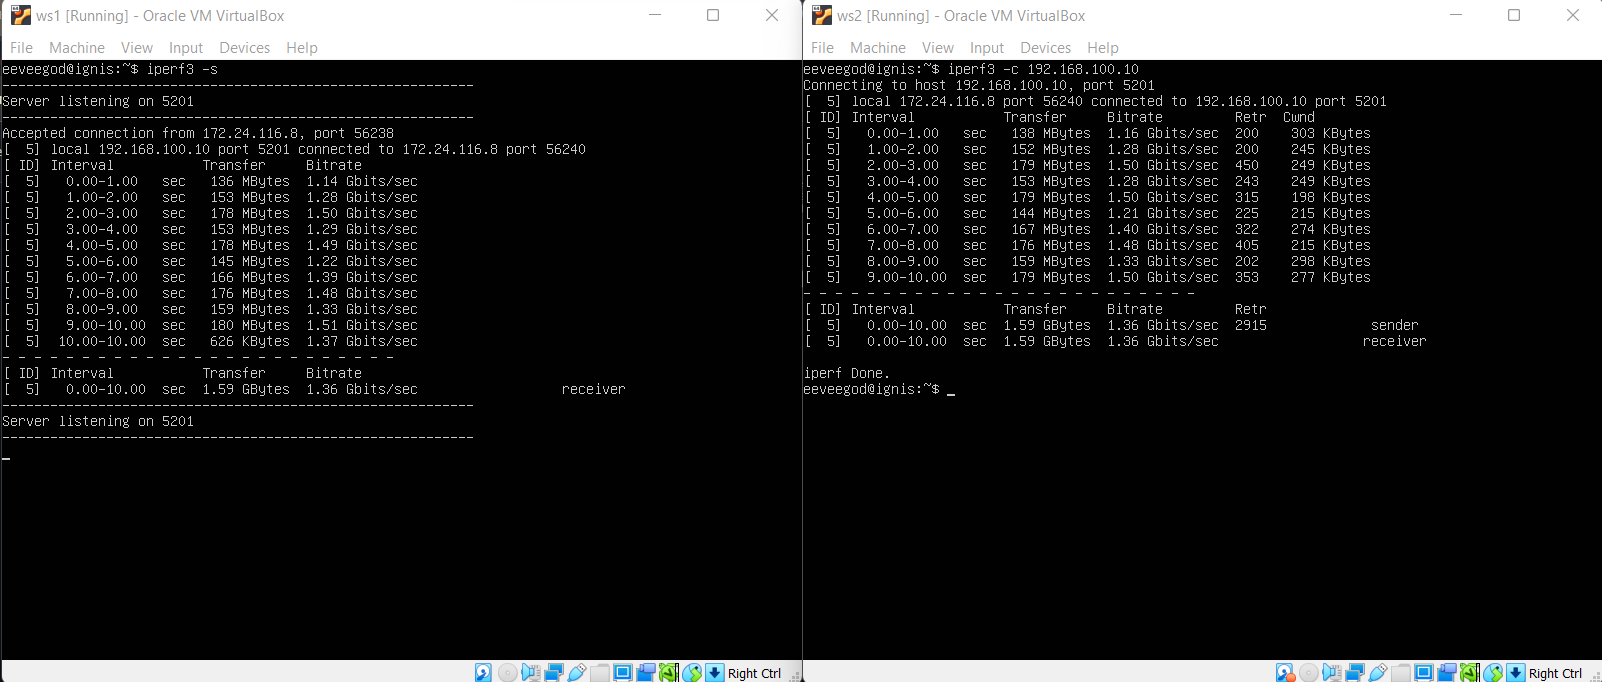 ws1 [Running] - Oracle VM VirtualBox
File Machine View Input Devices Help
eeveegod@ignis:~$ iperf3 -s
-----------------------------------------------------------
Server listening on 5201
-----------------------------------------------------------
Accepted connection from 172.24.116.8, port 56238
[  5] local 192.168.100.10 port 5201 connected to 172.24.116.8 port 56240
[ ID] Interval           Transfer     Bitrate
[  5]   0.00-1.00   sec   136 MBytes  1.14 Gbits/sec
[  5]   1.00-2.00   sec   153 MBytes  1.28 Gbits/sec
[  5]   2.00-3.00   sec   178 MBytes  1.50 Gbits/sec
[  5]   3.00-4.00   sec   153 MBytes  1.29 Gbits/sec
[  5]   4.00-5.00   sec   178 MBytes  1.49 Gbits/sec
[  5]   5.00-6.00   sec   145 MBytes  1.22 Gbits/sec
[  5]   6.00-7.00   sec   166 MBytes  1.39 Gbits/sec
[  5]   7.00-8.00   sec   176 MBytes  1.48 Gbits/sec
[  5]   8.00-9.00   sec   159 MBytes  1.33 Gbits/sec
[  5]   9.00-10.00  sec   180 MBytes  1.51 Gbits/sec
[  5]  10.00-10.00  sec   626 KBytes  1.37 Gbits/sec
- - - - - - - - - - - - - - - - - - - - - - - - -
[ ID] Interval           Transfer     Bitrate
[  5]   0.00-10.00  sec  1.59 GBytes  1.36 Gbits/sec                  receiver
-----------------------------------------------------------
Server listening on 5201
-----------------------------------------------------------
_
Right Ctrl
ws2 [Running] - Oracle VM VirtualBox
File Machine View Input Devices Help
eeveegod@ignis:~$ iperf3 -c 192.168.100.10
Connecting to host 192.168.100.10, port 5201
[  5] local 172.24.116.8 port 56240 connected to 192.168.100.10 port 5201
[ ID] Interval           Transfer     Bitrate         Retr  Cwnd
[  5]   0.00-1.00   sec   138 MBytes  1.16 Gbits/sec  200    303 KBytes
[  5]   1.00-2.00   sec   152 MBytes  1.28 Gbits/sec  200    245 KBytes
[  5]   2.00-3.00   sec   179 MBytes  1.50 Gbits/sec  450    249 KBytes
[  5]   3.00-4.00   sec   153 MBytes  1.28 Gbits/sec  243    249 KBytes
[  5]   4.00-5.00   sec   179 MBytes  1.50 Gbits/sec  315    198 KBytes
[  5]   5.00-6.00   sec   144 MBytes  1.21 Gbits/sec  225    215 KBytes
[  5]   6.00-7.00   sec   167 MBytes  1.40 Gbits/sec  322    274 KBytes
[  5]   7.00-8.00   sec   176 MBytes  1.48 Gbits/sec  405    215 KBytes
[  5]   8.00-9.00   sec   159 MBytes  1.33 Gbits/sec  202    298 KBytes
[  5]   9.00-10.00  sec   179 MBytes  1.50 Gbits/sec  353    277 KBytes
- - - - - - - - - - - - - - - - - - - - - - - - -
[ ID] Interval           Transfer     Bitrate         Retr
[  5]   0.00-10.00  sec  1.59 GBytes  1.36 Gbits/sec  2915             sender
[  5]   0.00-10.00  sec  1.59 GBytes  1.36 Gbits/sec                  receiver
iperf Done.
eeveegod@ignis:~$ _
Right Ctrl